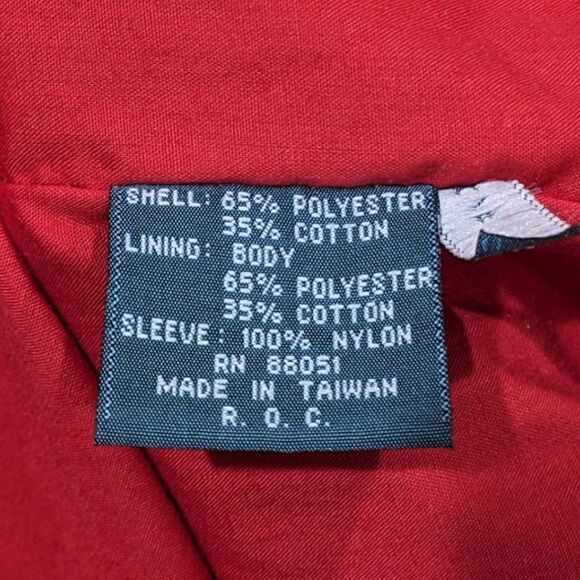 SHELL: 65% POLYESTER
35% COTTON
LINING: BODY
65% POLYESTER
35% COTTON
SLEEVE: 100% NYLON
RN 88051
MADE IN TAIWAN
R. O. C.